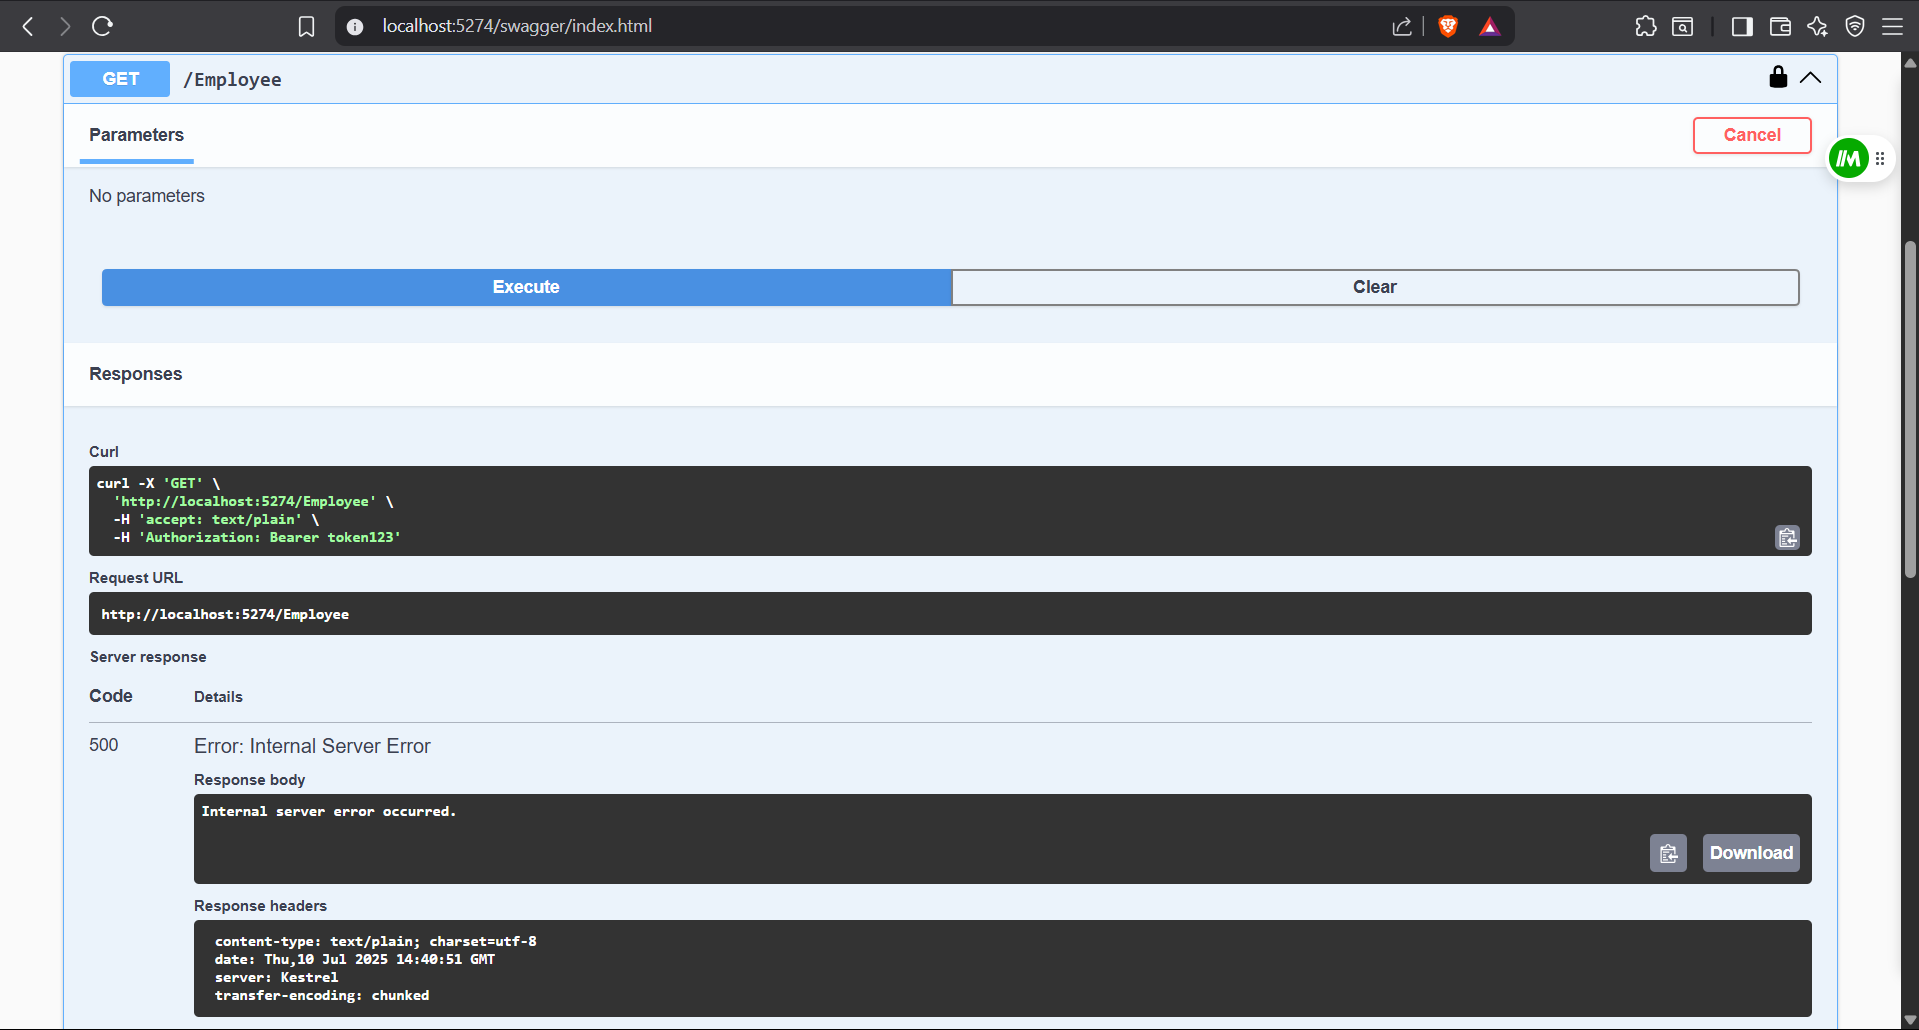 localhost:5274/swagger/index.html
GET /Employee
Parameters
Cancel
No parameters
Execute
Clear
Responses
Curl
curl -X 'GET' \
'http://localhost:5274/Employee' \
-H 'accept: text/plain' \
-H 'Authorization: Bearer token123'
Request URL
http://localhost:5274/Employee
Server response
Code Details
500 Error: Internal Server Error
Response body
Internal server error occurred.
Download
Response headers
content-type: text/plain; charset=utf-8
date: Thu,10 Jul 2025 14:40:51 GMT
server: Kestrel
transfer-encoding: chunked